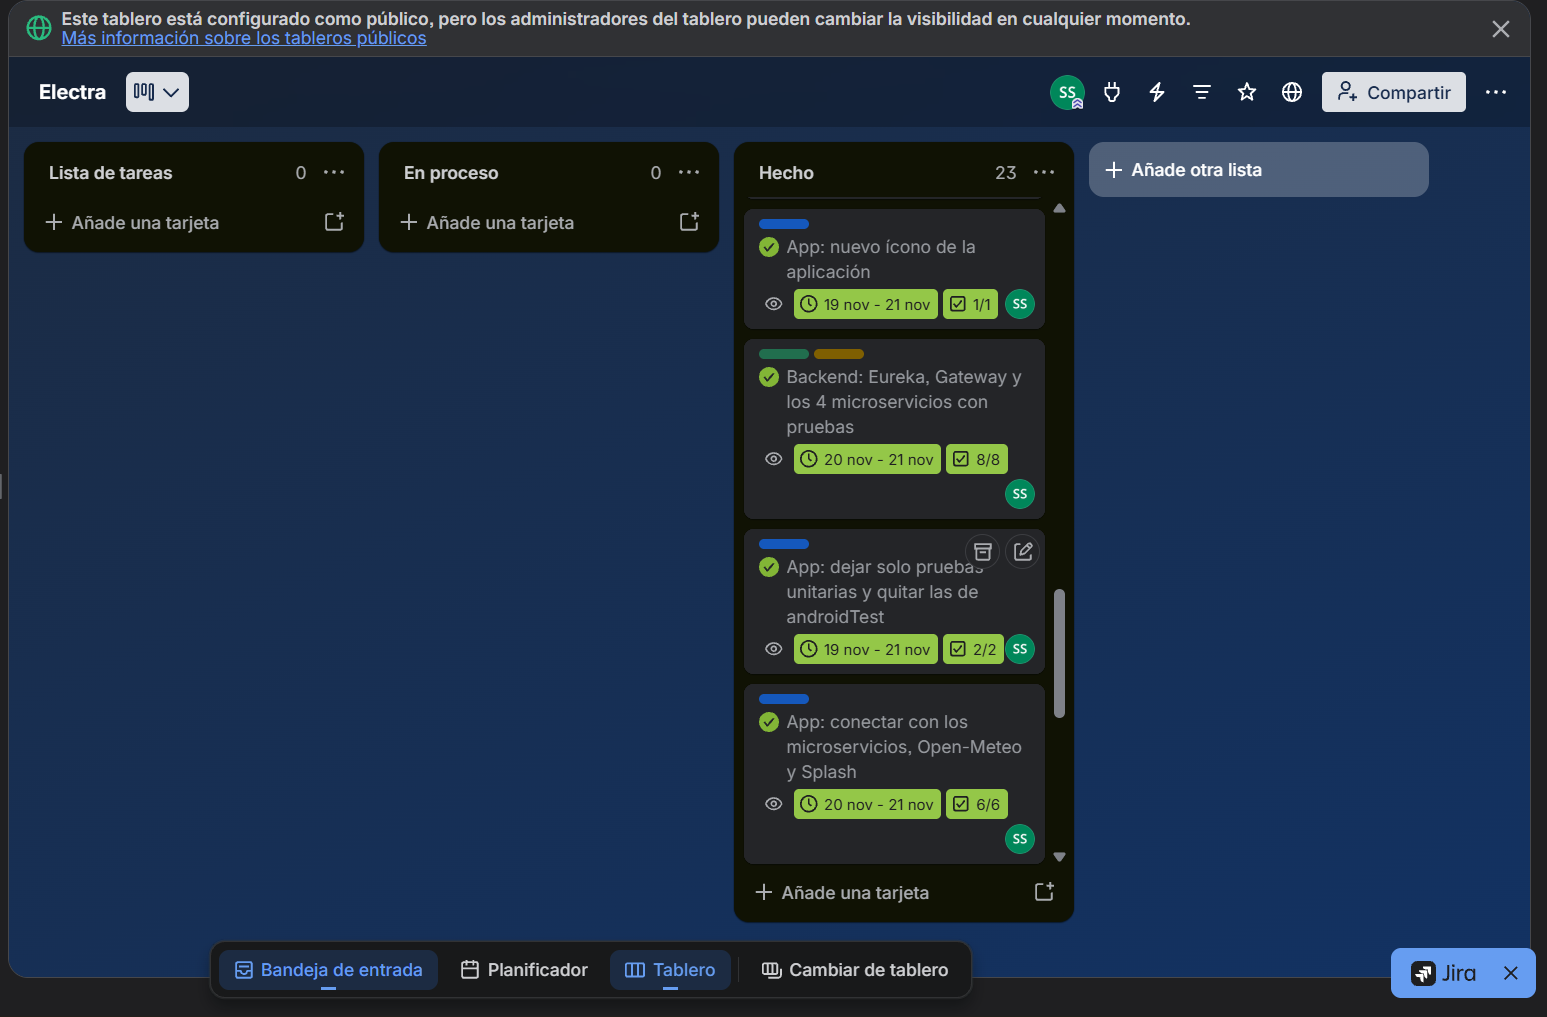 Este tablero está configurado como público, pero los administradores del tablero pueden cambiar la visibilidad en cualquier momento.
Más información sobre los tableros públicos
Electra
SS
Compartir
Lista de tareas 0
Añade una tarjeta
En proceso 0
Añade una tarjeta
Hecho 23
App: nuevo ícono de la
aplicación
19 nov - 21 nov 1/1 SS
Backend: Eureka, Gateway y
los 4 microservicios con
pruebas
20 nov - 21 nov 8/8
SS
App: dejar solo pruebas
unitarias y quitar las de
androidTest
19 nov - 21 nov 2/2 SS
App: conectar con los
microservicios, Open-Meteo
y Splash
20 nov - 21 nov 6/6
SS
Añade una tarjeta
Añade otra lista
Bandeja de entrada
Planificador
Tablero
Cambiar de tablero
Jira